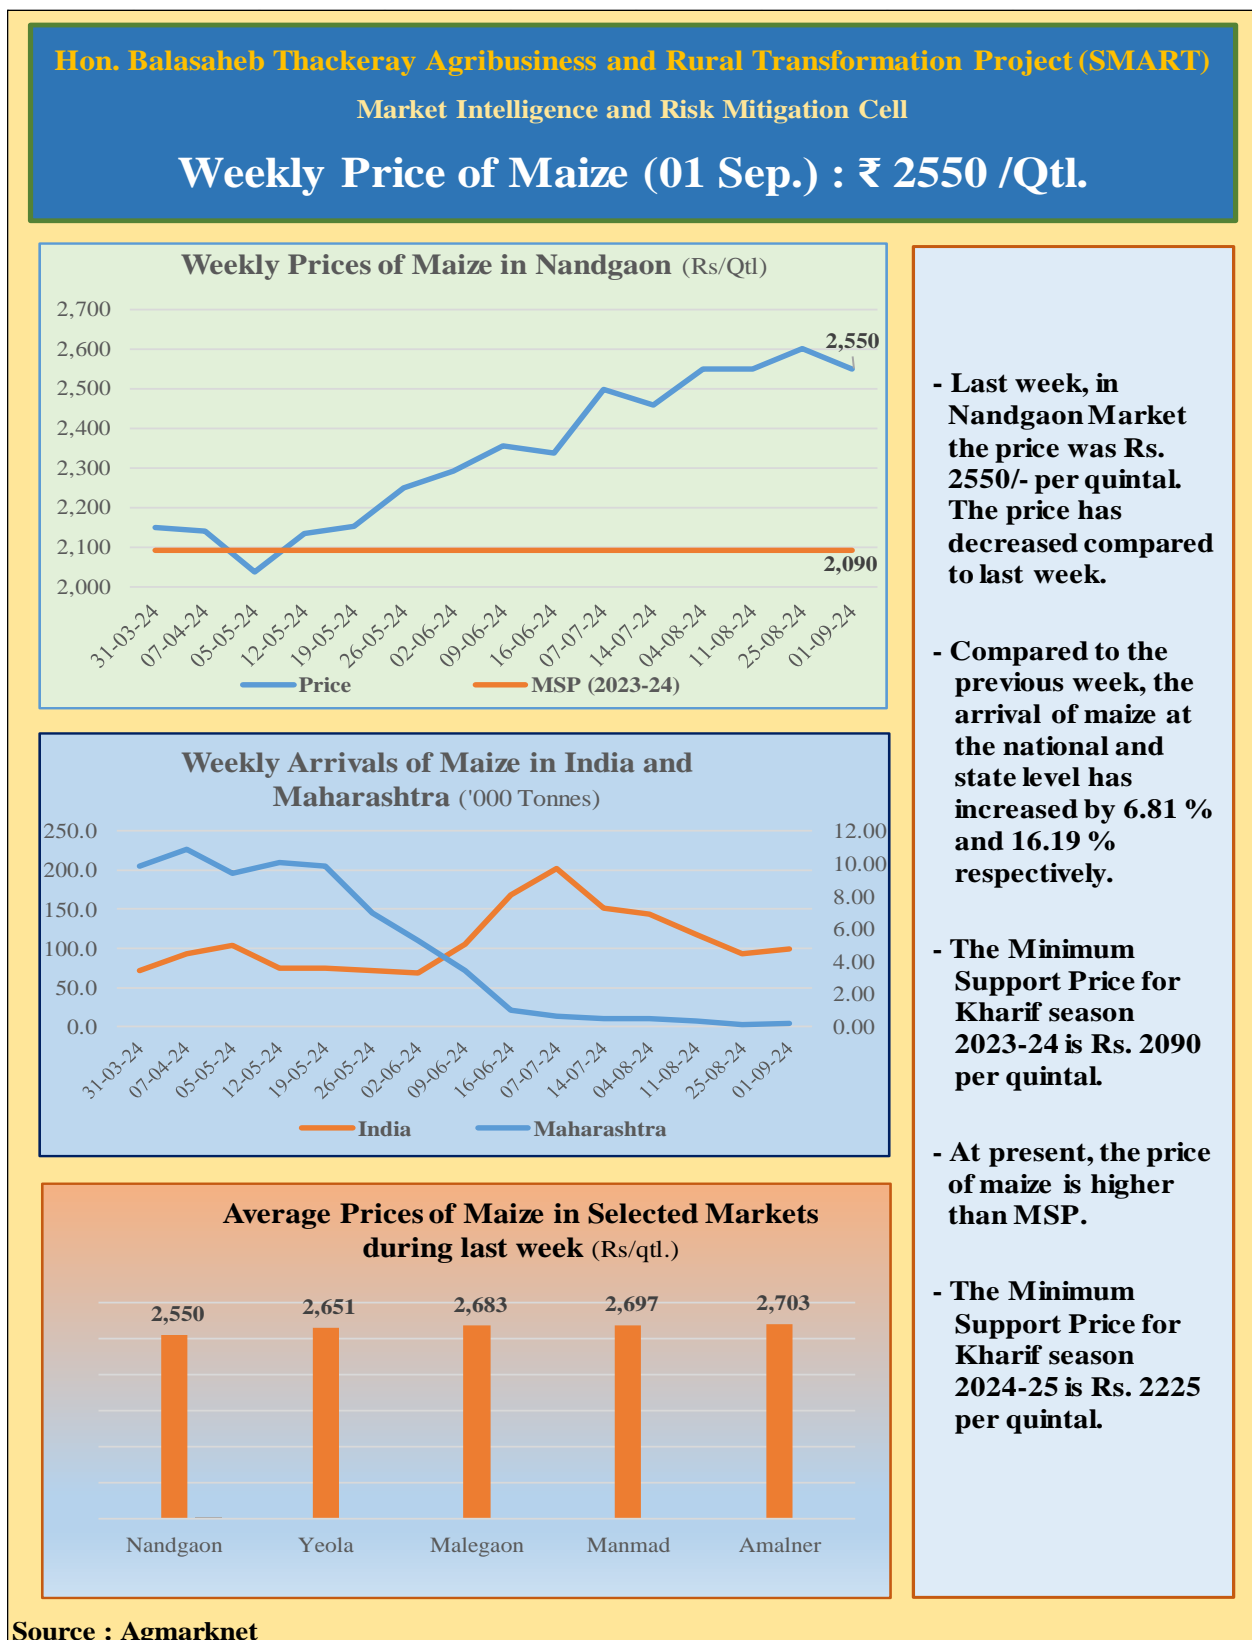 Hon. Balasaheb Thackeray Agribusiness and Rural Transformation Project (SMART)
Market Intelligence and Risk Mitigation Cell
Weekly Price of Maize (01 Sep.) : ₹ 2550 /Qtl.
Weekly Prices of Maize in Nandgaon (Rs/Qtl)
2,700
2,600
2,500
2,400
2,300
2,200
2,100
2,000
2,550
2,090
31-03-24
07-04-24
05-05-24
12-05-24
19-05-24
26-05-24
02-06-24
09-06-24
16-06-24
07-07-24
14-07-24
04-08-24
11-08-24
25-08-24
01-09-24
Price
MSP (2023-24)
Weekly Arrivals of Maize in India and
Maharashtra ('000 Tonnes)
250.0
200.0
150.0
100.0
50.0
0.0
12.00
10.00
8.00
6.00
4.00
2.00
0.00
31-03-24
07-04-24
05-05-24
12-05-24
19-05-24
26-05-24
02-06-24
09-06-24
16-06-24
07-07-24
14-07-24
04-08-24
11-08-24
25-08-24
01-09-24
India
Maharashtra
Average Prices of Maize in Selected Markets
during last week (Rs/qtl.)
2,550
2,651
2,683
2,697
2,703
Nandgaon
Yeola
Malegaon
Manmad
Amalner
- Last week, in
Nandgaon Market
the price was Rs.
2550/- per quintal.
The price has
decreased compared
to last week.
- Compared to the
previous week, the
arrival of maize at
the national and
state level has
increased by 6.81 %
and 16.19 %
respectively.
- The Minimum
Support Price for
Kharif season
2023-24 is Rs. 2090
per quintal.
- At present, the price
of maize is higher
than MSP.
- The Minimum
Support Price for
Kharif season
2024-25 is Rs. 2225
per quintal.
Source : Agmarknet